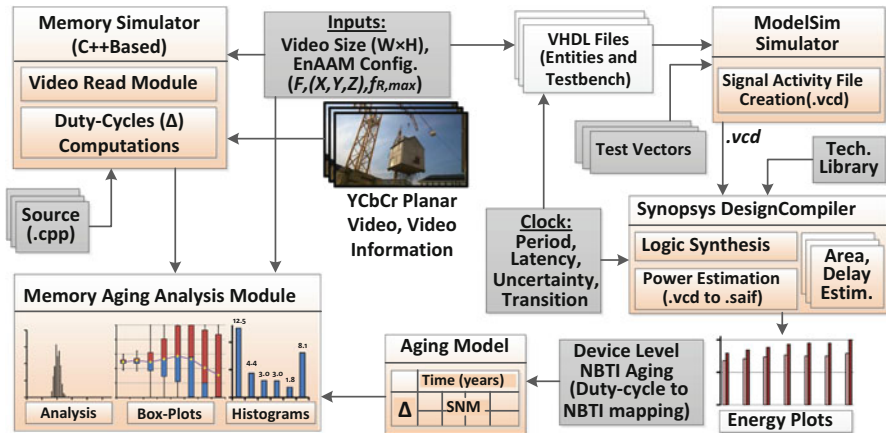 Memory Simulator
(C++Based)
Video Read Module
Duty-Cycles (Δ)
Computations
Source
(.cpp)
Inputs:
Video Size (W×H),
EnAAM Config.
(F,(X,Y,Z),fR,max)
YCbCr Planar
Video, Video
Information
VHDL Files
(Entities and
Testbench)
ModelSim
Simulator
Signal Activity File
Creation(.vcd)
Test Vectors
.vcd
Tech.
Library
Clock:
Period,
Latency,
Uncertainty,
Transition
Synopsys DesignCompiler
Logic Synthesis
Power Estimation
(.vcd to .saif)
Area,
Delay
Estim.
Memory Aging Analysis Module
12.5
4.4
3.0
3.0
1.8
8.1
Analysis
Box-Plots
Histograms
Aging Model
Time (years)
Δ
SNM
Device Level
NBTI Aging
(Duty-cycle to
NBTI mapping)
Energy Plots